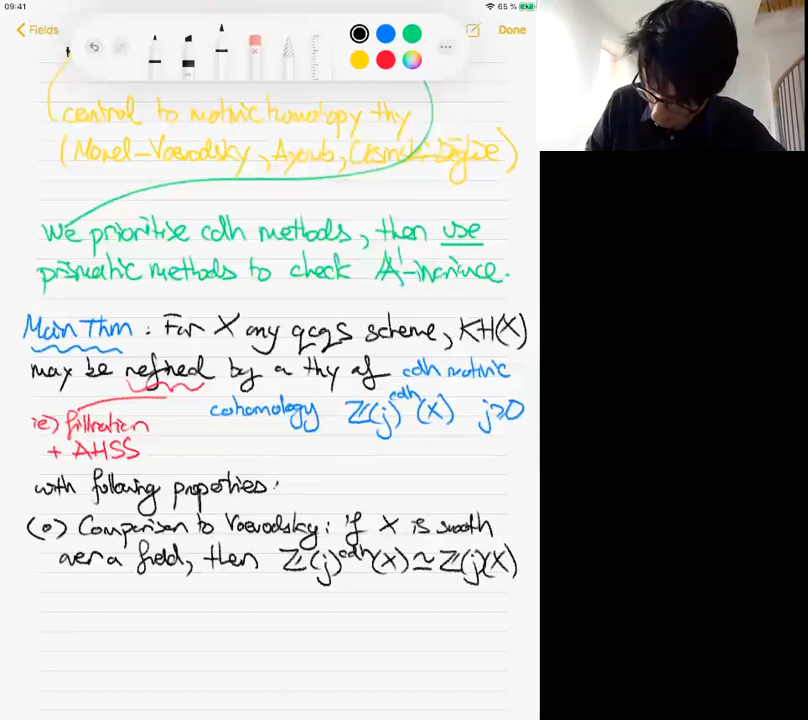 09:41
65 %
Fields
Done
central to motivic homotopy thy
(Morel-Voevodsky, Ayoub, Cisinski-Déglise)
We prioritise cdh methods, then use
prismatic methods to check A¹-invariance.
Main Thm : For X any qcqs scheme, KH(X)
may be refined by a thy of cdh motivic
cohomology Z(j)^cdh(X) j≥0
ie) filtration
+ AHSS
with following properties:
(0) Comparison to Voevodsky: if X is smooth
over a field, then Z(j)^cdh(X) ≃ Z(j)(X)